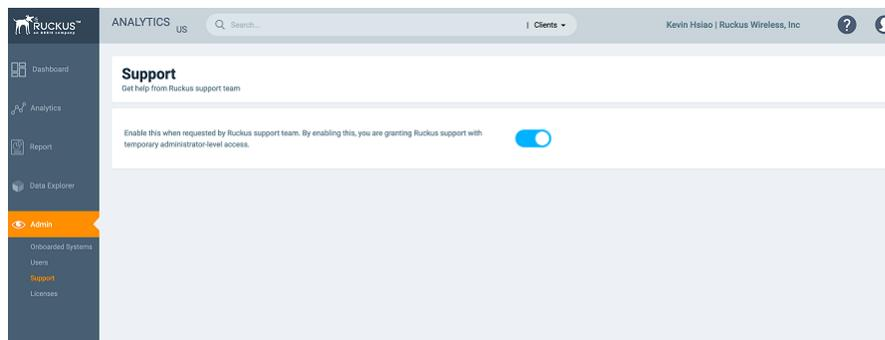 RUCKUS™
an ARRIS company
ANALYTICS
US
Search...
| Clients
Kevin Hsiao | Ruckus Wireless, Inc
?
Dashboard
Analytics
Report
Data Explorer
Admin
Onboarded Systems
Users
Support
Licenses
Support
Get help from Ruckus support team
Enable this when requested by Ruckus support team. By enabling this, you are granting Ruckus support with
temporary administrator-level access.